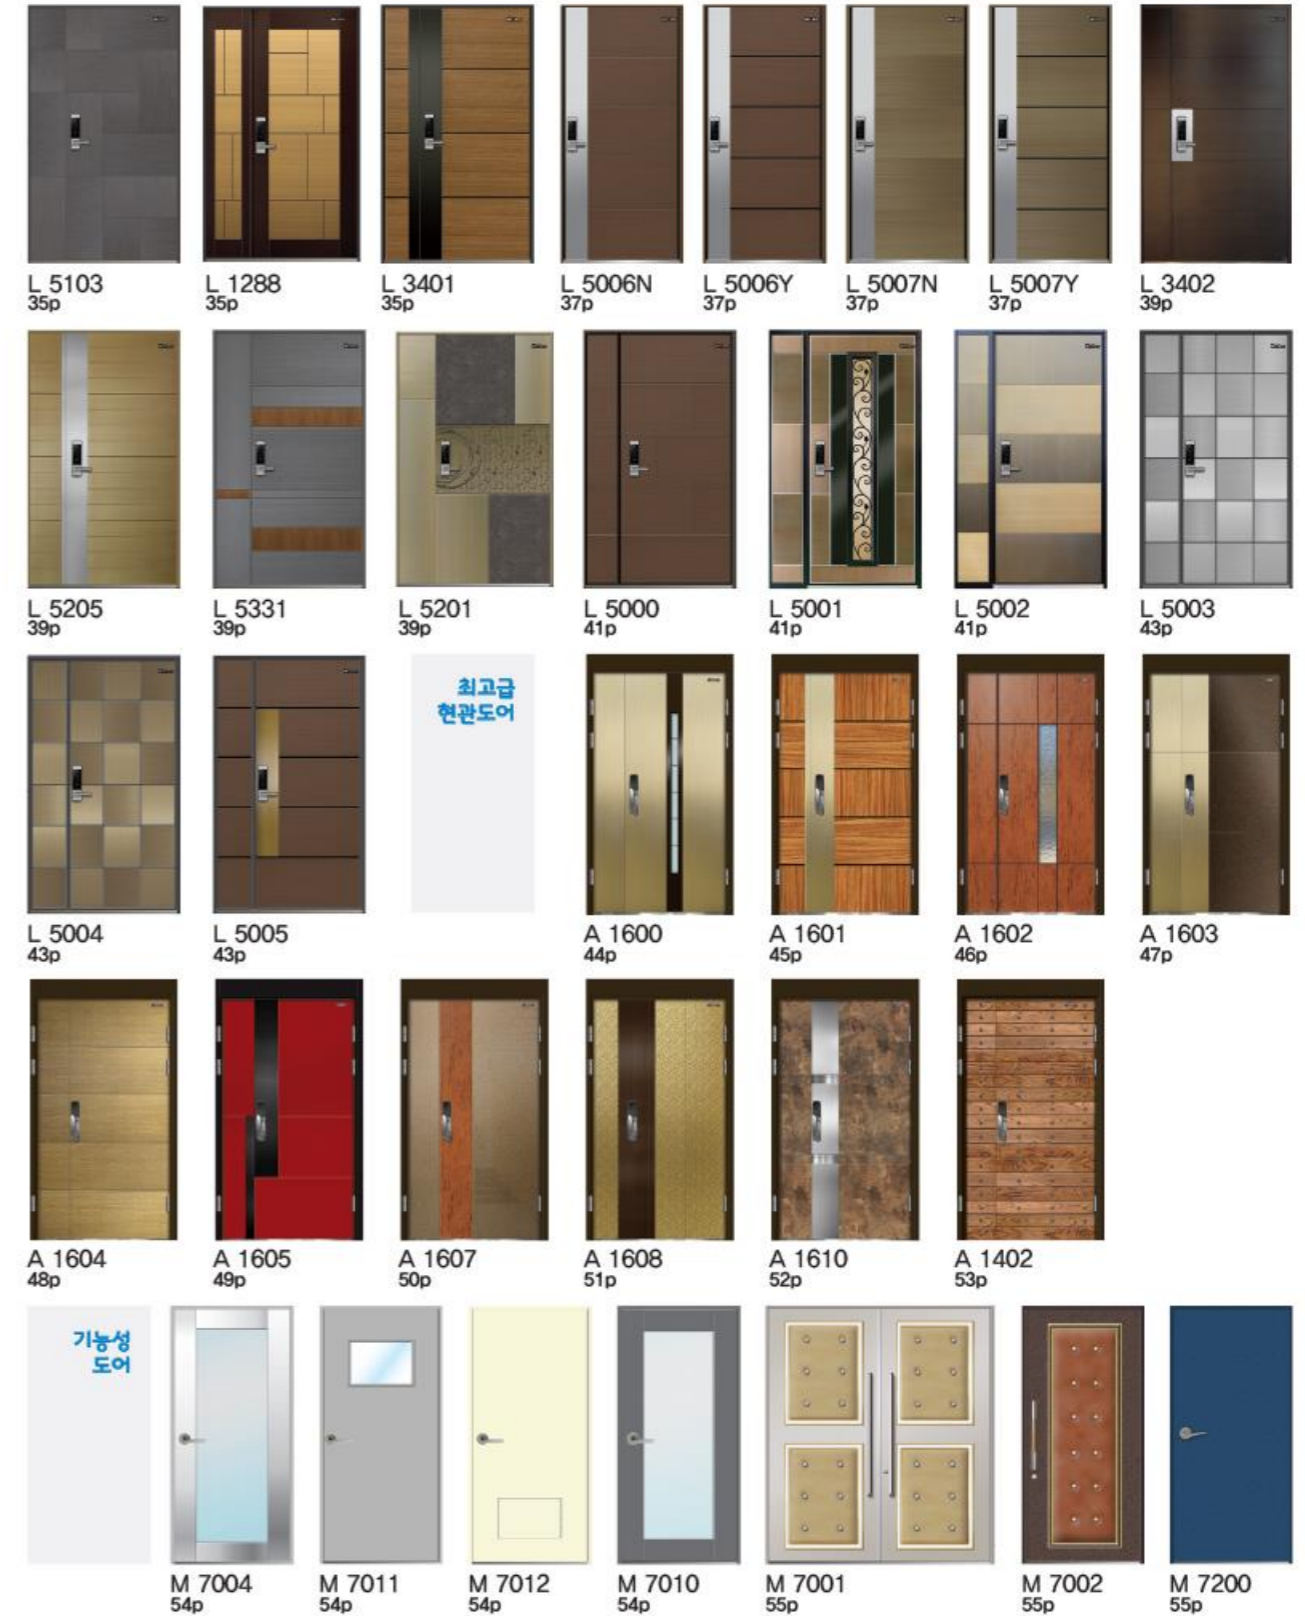 L 5103
35p
L 1288
35p
L 3401
35p
L 5006N
37p
L 5006Y
37p
L 5007N
37p
L 5007Y
37p
L 3402
39p
L 5205
39p
L 5331
39p
L 5201
39p
L 5000
41p
L 5001
41p
L 5002
41p
L 5003
43p
L 5004
43p
L 5005
43p
최고급
현관도어
A 1600
44p
A 1601
45p
A 1602
46p
A 1603
47p
A 1604
48p
A 1605
49p
A 1607
50p
A 1608
51p
A 1610
52p
A 1402
53p
기능성
도어
M 7004
54p
M 7011
54p
M 7012
54p
M 7010
54p
M 7001
55p
M 7002
55p
M 7200
55p